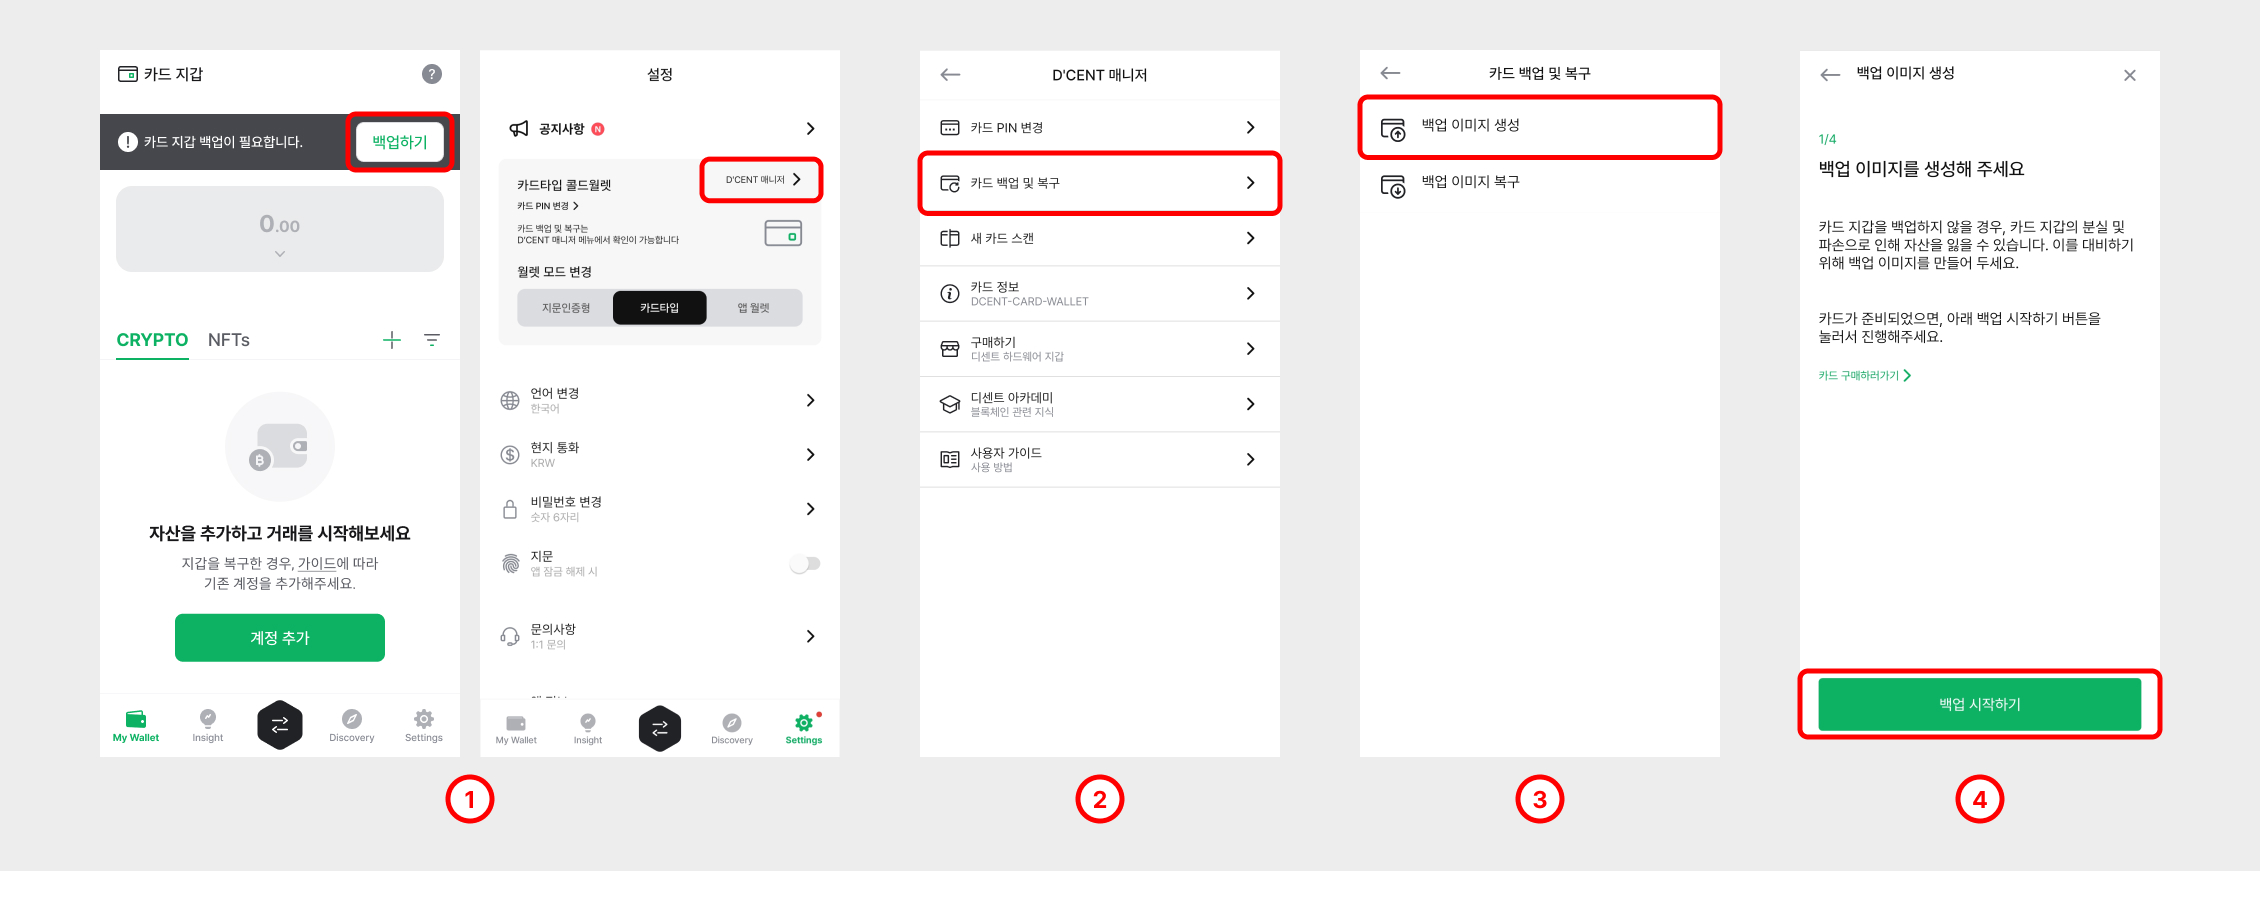 카드 지갑
?
카드 지갑 백업이 필요합니다.
백업하기
0.00
CRYPTO
NFTs
자산을 추가하고 거래를 시작해보세요
지갑을 복구한 경우, 가이드에 따라
기존 계정을 추가해주세요.
계정 추가
My Wallet
Insight
Discovery
Settings
설정
공지사항 N
카드타입 콜드월렛
D'CENT 매니저
카드 PIN 변경
카드 백업 및 복구는
D'CENT 매니저 메뉴에서 확인이 가능합니다
월렛 모드 변경
지문인증형
카드타입
앱 월렛
언어 변경
한국어
현지 통화
KRW
비밀번호 변경
숫자 6자리
지문
앱 잠금 해제 시
문의사항
1:1 문의
My Wallet
Insight
Discovery
Settings
1
D'CENT 매니저
카드 PIN 변경
카드 백업 및 복구
새 카드 스캔
카드 정보
DCENT-CARD-WALLET
구매하기
디센트 하드웨어 지갑
디센트 아카데미
블록체인 관련 지식
사용자 가이드
사용 방법
2
카드 백업 및 복구
백업 이미지 생성
백업 이미지 복구
3
백업 이미지 생성
1/4
백업 이미지를 생성해 주세요
카드 지갑을 백업하지 않을 경우, 카드 지갑의 분실 및
파손으로 인해 자산을 잃을 수 있습니다. 이를 대비하기
위해 백업 이미지를 만들어 두세요.
카드가 준비되었으면, 아래 백업 시작하기 버튼을
눌러서 진행해주세요.
카드 구매하러가기
백업 시작하기
4